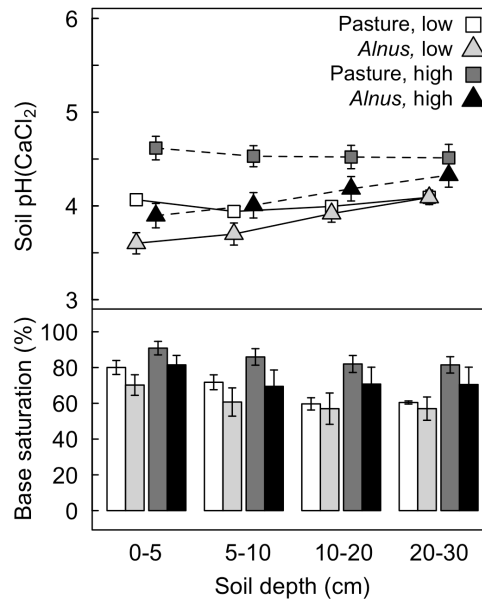 6
5
4
3
Soil pH(CaCl₂)
Pasture, low
Alnus, low
Pasture, high
Alnus, high
100
80
60
40
20
0
Base saturation (%)
0-5 5-10 10-20 20-30
Soil depth (cm)